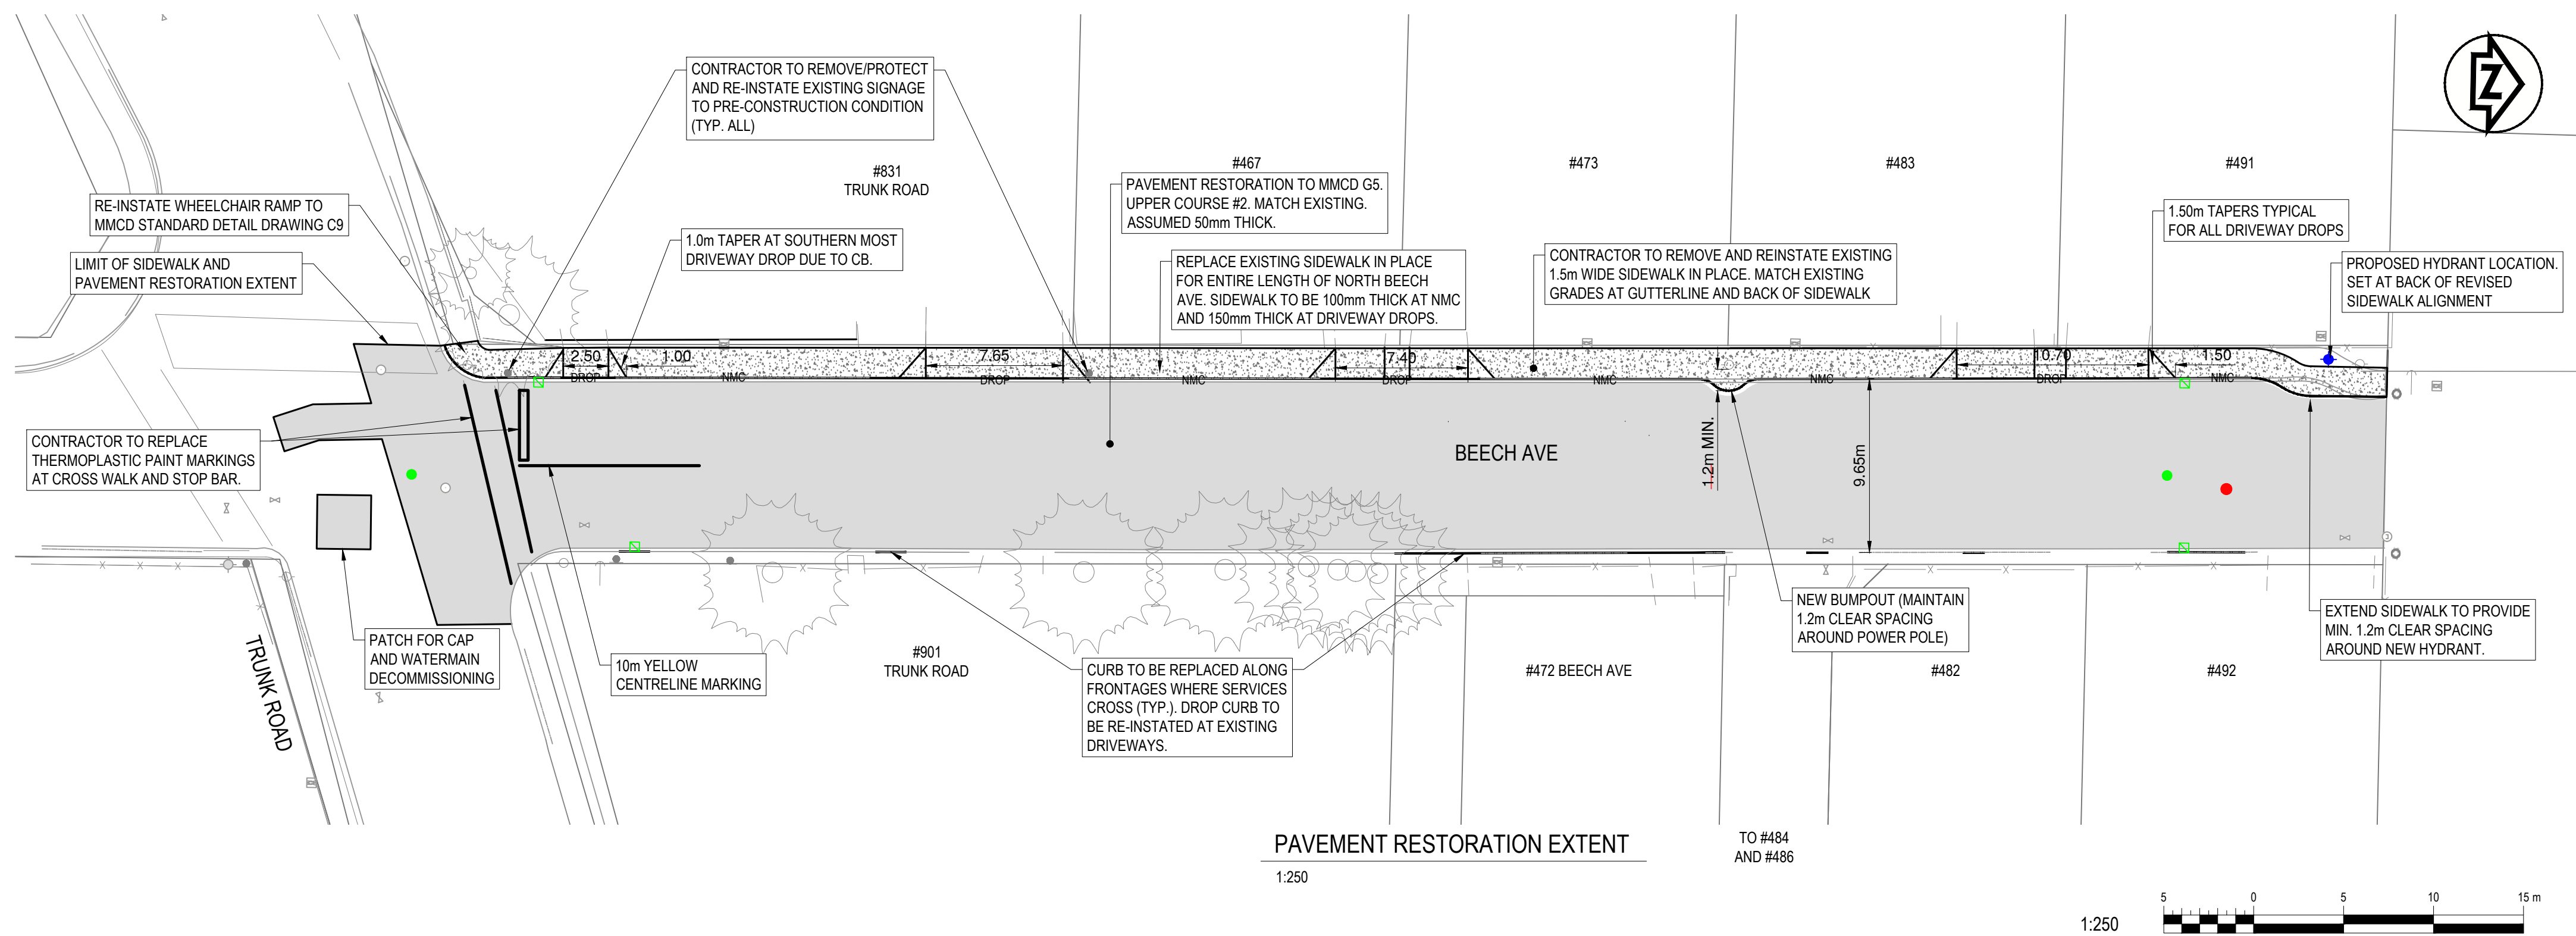 CONTRACTOR TO REMOVE/PROTECT
AND RE-INSTATE EXISTING SIGNAGE
TO PRE-CONSTRUCTION CONDITION
(TYP. ALL)
Z
#831
TRUNK ROAD
#467
#473
#483
#491
PAVEMENT RESTORATION TO MMCD G5.
UPPER COURSE #2. MATCH EXISTING.
ASSUMED 50mm THICK.
RE-INSTATE WHEELCHAIR RAMP TO
MMCD STANDARD DETAIL DRAWING C9
1.50m TAPERS TYPICAL
FOR ALL DRIVEWAY DROPS
1.0m TAPER AT SOUTHERN MOST
DRIVEWAY DROP DUE TO CB.
LIMIT OF SIDEWALK AND
PAVEMENT RESTORATION EXTENT
REPLACE EXISTING SIDEWALK IN PLACE
FOR ENTIRE LENGTH OF NORTH BEECH
AVE. SIDEWALK TO BE 100mm THICK AT NMC
AND 150mm THICK AT DRIVEWAY DROPS.
CONTRACTOR TO REMOVE AND REINSTATE EXISTING
1.5m WIDE SIDEWALK IN PLACE. MATCH EXISTING
GRADES AT GUTTERLINE AND BACK OF SIDEWALK
PROPOSED HYDRANT LOCATION.
SET AT BACK OF REVISED
SIDEWALK ALIGNMENT
2.50
1.00
7.65
7.40
10.70
1.50
DROP
NMC
DROP
NMC
DROP
NMC
NMC
DROP
NMC
CONTRACTOR TO REPLACE
THERMOPLASTIC PAINT MARKINGS
AT CROSS WALK AND STOP BAR.
BEECH AVE
1.2m MIN.
9.65m
NEW BUMPOUT (MAINTAIN
1.2m CLEAR SPACING
AROUND POWER POLE)
EXTEND SIDEWALK TO PROVIDE
MIN. 1.2m CLEAR SPACING
AROUND NEW HYDRANT.
PATCH FOR CAP
AND WATERMAIN
DECOMMISSIONING
TRUNK ROAD
10m YELLOW
CENTRELINE MARKING
#901
TRUNK ROAD
CURB TO BE REPLACED ALONG
FRONTAGES WHERE SERVICES
CROSS (TYP.). DROP CURB TO
BE RE-INSTATED AT EXISTING
DRIVEWAYS.
#472 BEECH AVE
#482
#492
PAVEMENT RESTORATION EXTENT
1:250
TO #484
AND #486
1:250
5 0 5 10 15 m